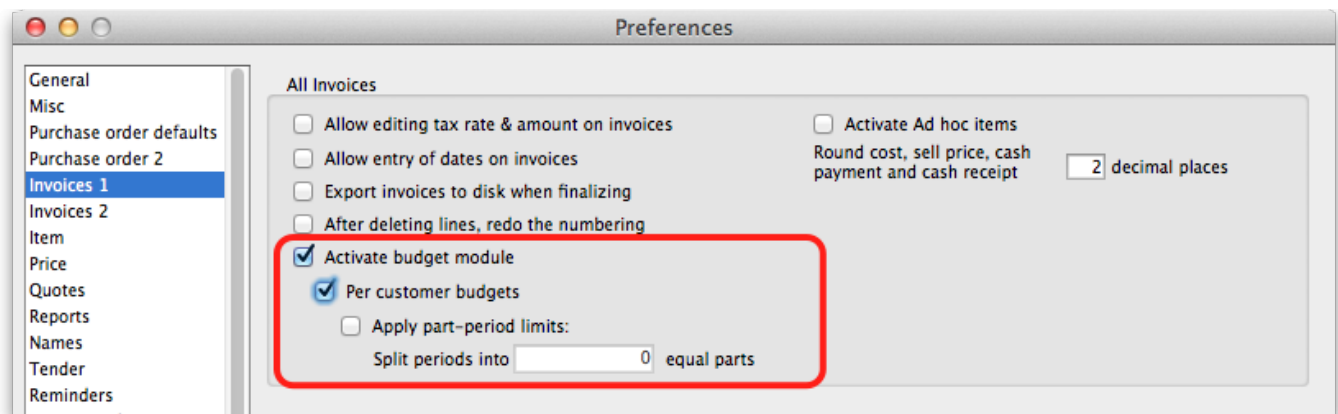 Preferences
General
Misc
Purchase order defaults
Purchase order 2
Invoices 1
Invoices 2
Item
Price
Quotes
Reports
Names
Tender
Reminders
All Invoices
Allow editing tax rate & amount on invoices
Allow entry of dates on invoices
Export invoices to disk when finalizing
After deleting lines, redo the numbering
Activate budget module
Per customer budgets
Apply part-period limits:
Split periods into 0 equal parts
Activate Ad hoc items
Round cost, sell price, cash
payment and cash receipt 2 decimal places